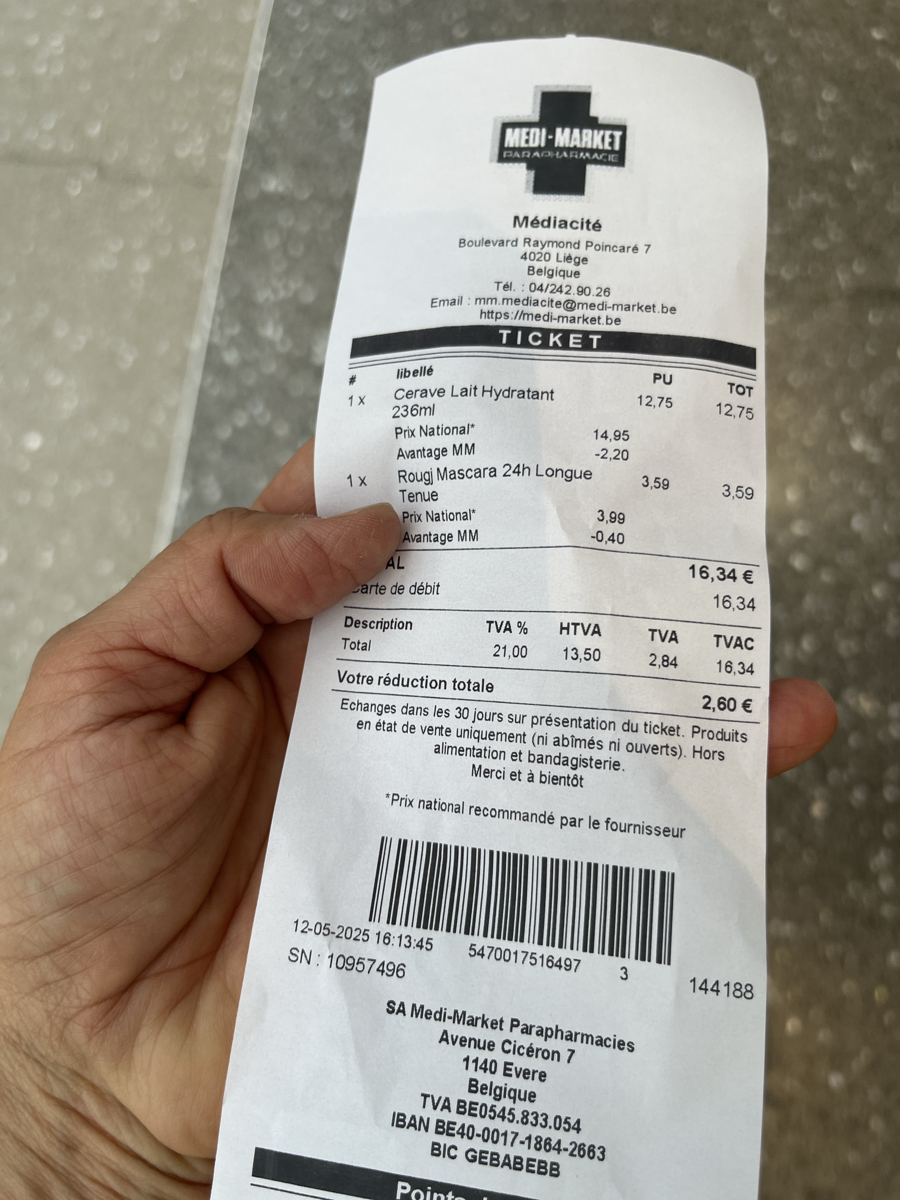 MEDI-MARKET
PARAPHARMACIE
Médiacité
Boulevard Raymond Poincaré 7
4020 Liège
Belgique
Tél. : 04/242.90.26
Email : mm.mediacite@medi-market.be
https://medi-market.be
TICKET
# libellé PU TOT
1 x Cerave Lait Hydratant 12,75 12,75
236ml
Prix National* 14,95
Avantage MM -2,20
1 x Rougj Mascara 24h Longue 3,59 3,59
Tenue
Prix National* 3,99
Avantage MM -0,40
AL 16,34 €
Carte de débit 16,34
Description TVA % HTVA TVA TVAC
Total 21,00 13,50 2,84 16,34
Votre réduction totale 2,60 €
Echanges dans les 30 jours sur présentation du ticket. Produits
en état de vente uniquement (ni abîmés ni ouverts). Hors
alimentation et bandagisterie.
Merci et à bientôt
*Prix national recommandé par le fournisseur
12-05-2025 16:13:45 5470017516497 3 144188
SN : 10957496
SA Medi-Market Parapharmacies
Avenue Cicéron 7
1140 Evere
Belgique
TVA BE0545.833.054
IBAN BE40-0017-1864-2663
BIC GEBABEBB
Points